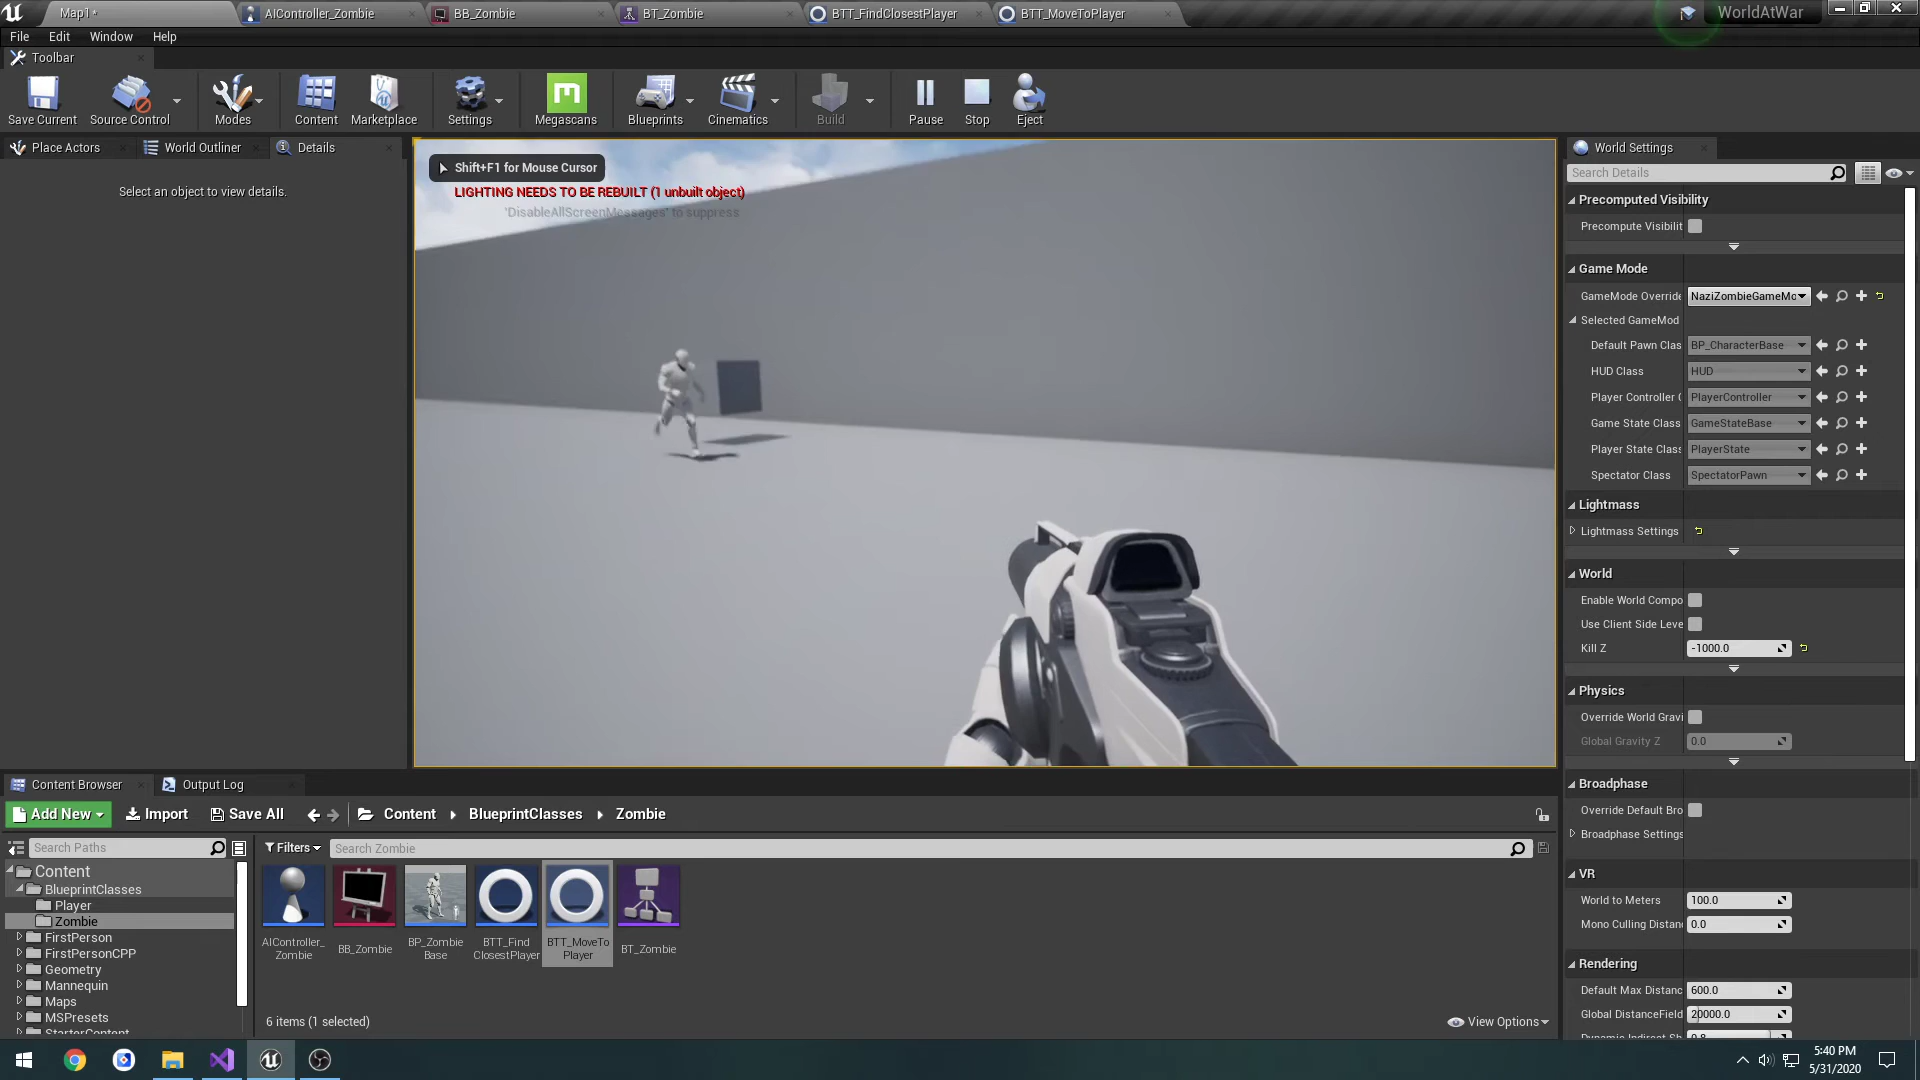 Map1*
AIController_Zombie
BB_Zombie
BT_Zombie
BTT_FindClosestPlayer
BTT_MoveToPlayer
WorldAtWar
File
Edit
Window
Help
Toolbar
Save Current
Source Control
Modes
Content
Marketplace
Settings
Megascans
Blueprints
Cinematics
Build
Pause
Stop
Eject
Place Actors
World Outliner
Details
Select an object to view details.
Shift+F1 for Mouse Cursor
LIGHTING NEEDS TO BE REBUILT (1 unbuilt object)
'DisableAllScreenMessages' to suppress
World Settings
Search Details
Precomputed Visibility
Precompute Visibilit
Game Mode
GameMode Override
NaziZombieGameMo
Selected GameMod
Default Pawn Clas
BP_CharacterBase
HUD Class
HUD
Player Controller C
PlayerController
Game State Class
GameStateBase
Player State Class
PlayerState
Spectator Class
SpectatorPawn
Lightmass
Lightmass Settings
World
Enable World Compo
Use Client Side Leve
Kill Z
-1000.0
Physics
Override World Gravi
Global Gravity Z
0.0
Broadphase
Override Default Bro
Broadphase Settings
VR
World to Meters
100.0
Mono Culling Distan
0.0
Rendering
Default Max Distanc
600.0
Global DistanceField
20000.0
Content Browser
Output Log
Add New
Import
Save All
Content
BlueprintClasses
Zombie
Search Paths
Filters
Search Zombie
Content
BlueprintClasses
Player
Zombie
FirstPerson
FirstPersonCPP
Geometry
Mannequin
Maps
MSPresets
StarterContent
AIController_
Zombie
BB_Zombie
BP_Zombie
Base
BTT_Find
ClosestPlayer
BTT_MoveTo
Player
BT_Zombie
6 items (1 selected)
View Options
5:40 PM
5/31/2020